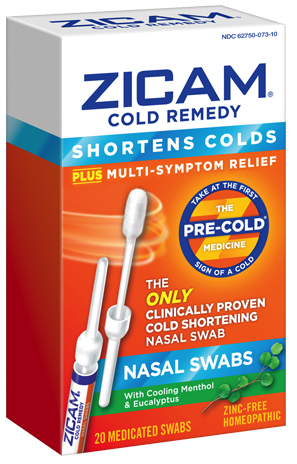 NDC 62750-073-10
ZICAM®
COLD REMEDY
SHORTENS COLDS
PLUS MULTI-SYMPTOM RELIEF
TAKE AT THE FIRST
THE
PRE-COLD®
MEDICINE
SIGN OF A COLD
THE
ONLY
CLINICALLY PROVEN
COLD SHORTENING
NASAL SWAB
NASAL SWABS
With Cooling Menthol
& Eucalyptus
ZINC-FREE
HOMEOPATHIC
20 MEDICATED SWABS
ZICAM